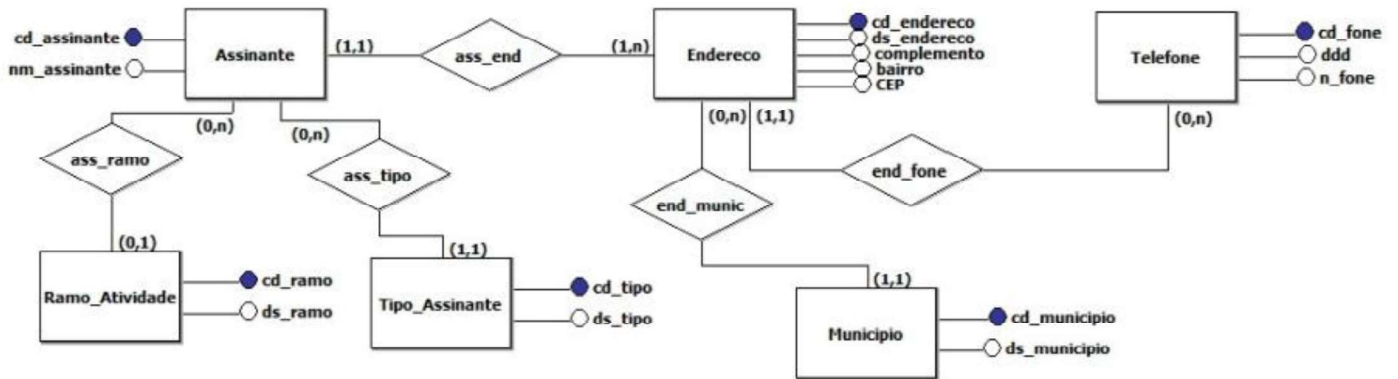 cd_assinante
nm_assinante
Assinante
(1,1)
ass_end
(1,n)
Endereco
cd_endereco
ds_endereco
complemento
bairro
CEP
Telefone
cd_fone
ddd
n_fone
(0,n)
(0,n)
(0,n)
(1,1)
(0,n)
ass_ramo
ass_tipo
end_munic
end_fone
(0,1)
(1,1)
(1,1)
Ramo_Atividade
cd_ramo
ds_ramo
Tipo_Assinante
cd_tipo
ds_tipo
Municipio
cd_municipio
ds_municipio